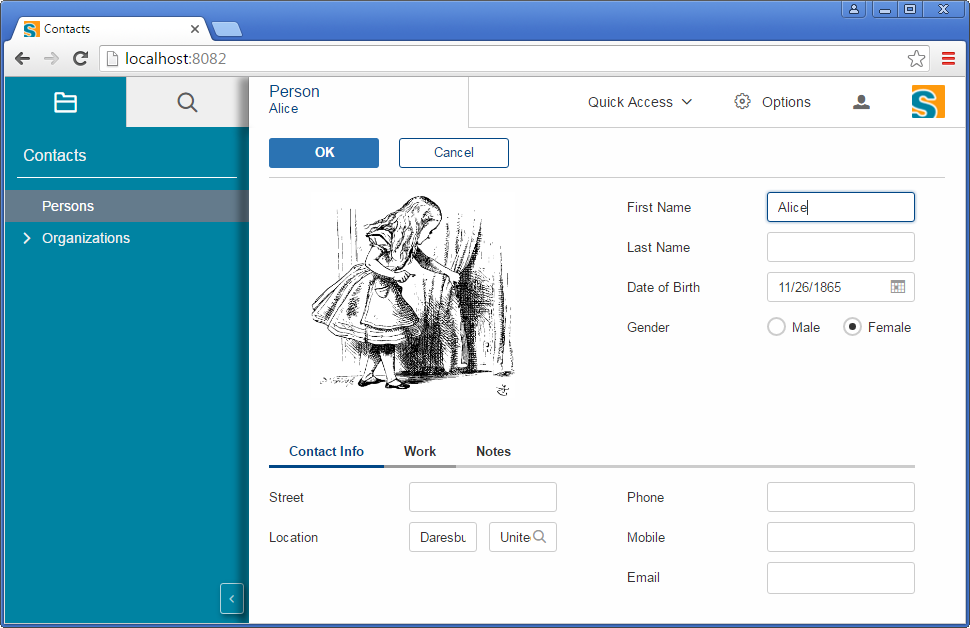 Contacts
localhost:8082
Person
Alice
Quick Access
Options
S
Contacts
OK
Cancel
Persons
Organizations
First Name
Alice
Last Name
Date of Birth
11/26/1865
Gender
Male
Female
Contact Info
Work
Notes
Street
Phone
Location
Daresbu
Unite
Mobile
Email